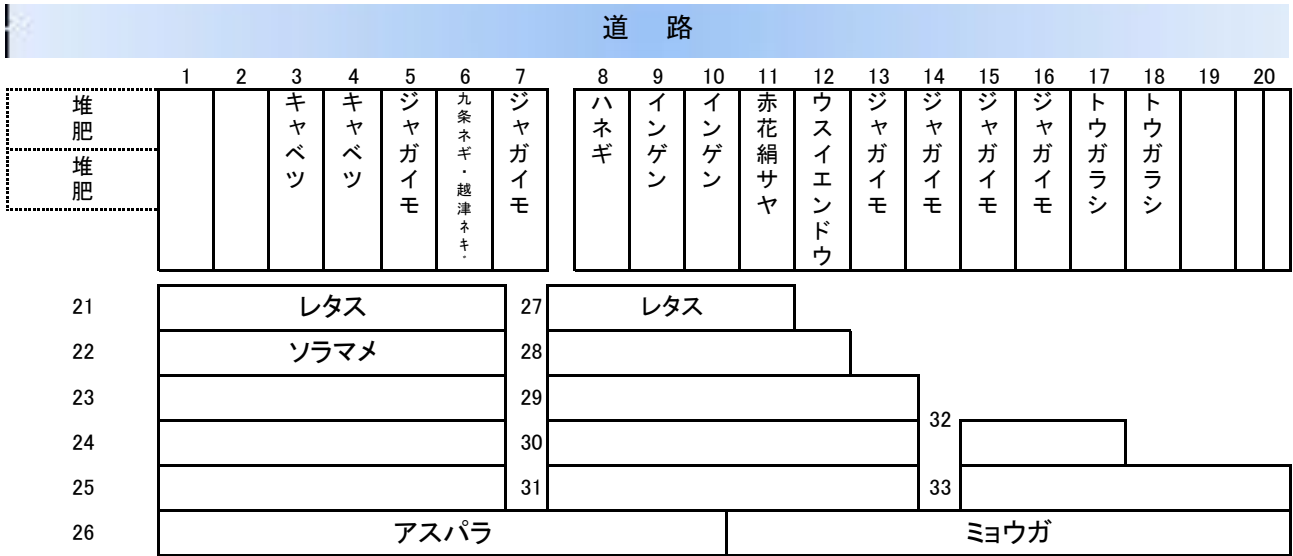 道 路
1 2 3 4 5 6 7 8 9 10 11 12 13 14 15 16 17 18 19 20
堆肥
堆肥
キャベツ
キャベツ
ジャガイモ
九条ネギ・越津ネギ
ジャガイモ
ハネギ
インゲン
インゲン
赤花絹サヤ
ウスイエンドウ
ジャガイモ
ジャガイモ
ジャガイモ
ジャガイモ
トウガラシ
トウガラシ
21 レタス 27 レタス
22 ソラマメ 28
23 29
32
24 30
25 31 33
26 アスパラ ミョウガ